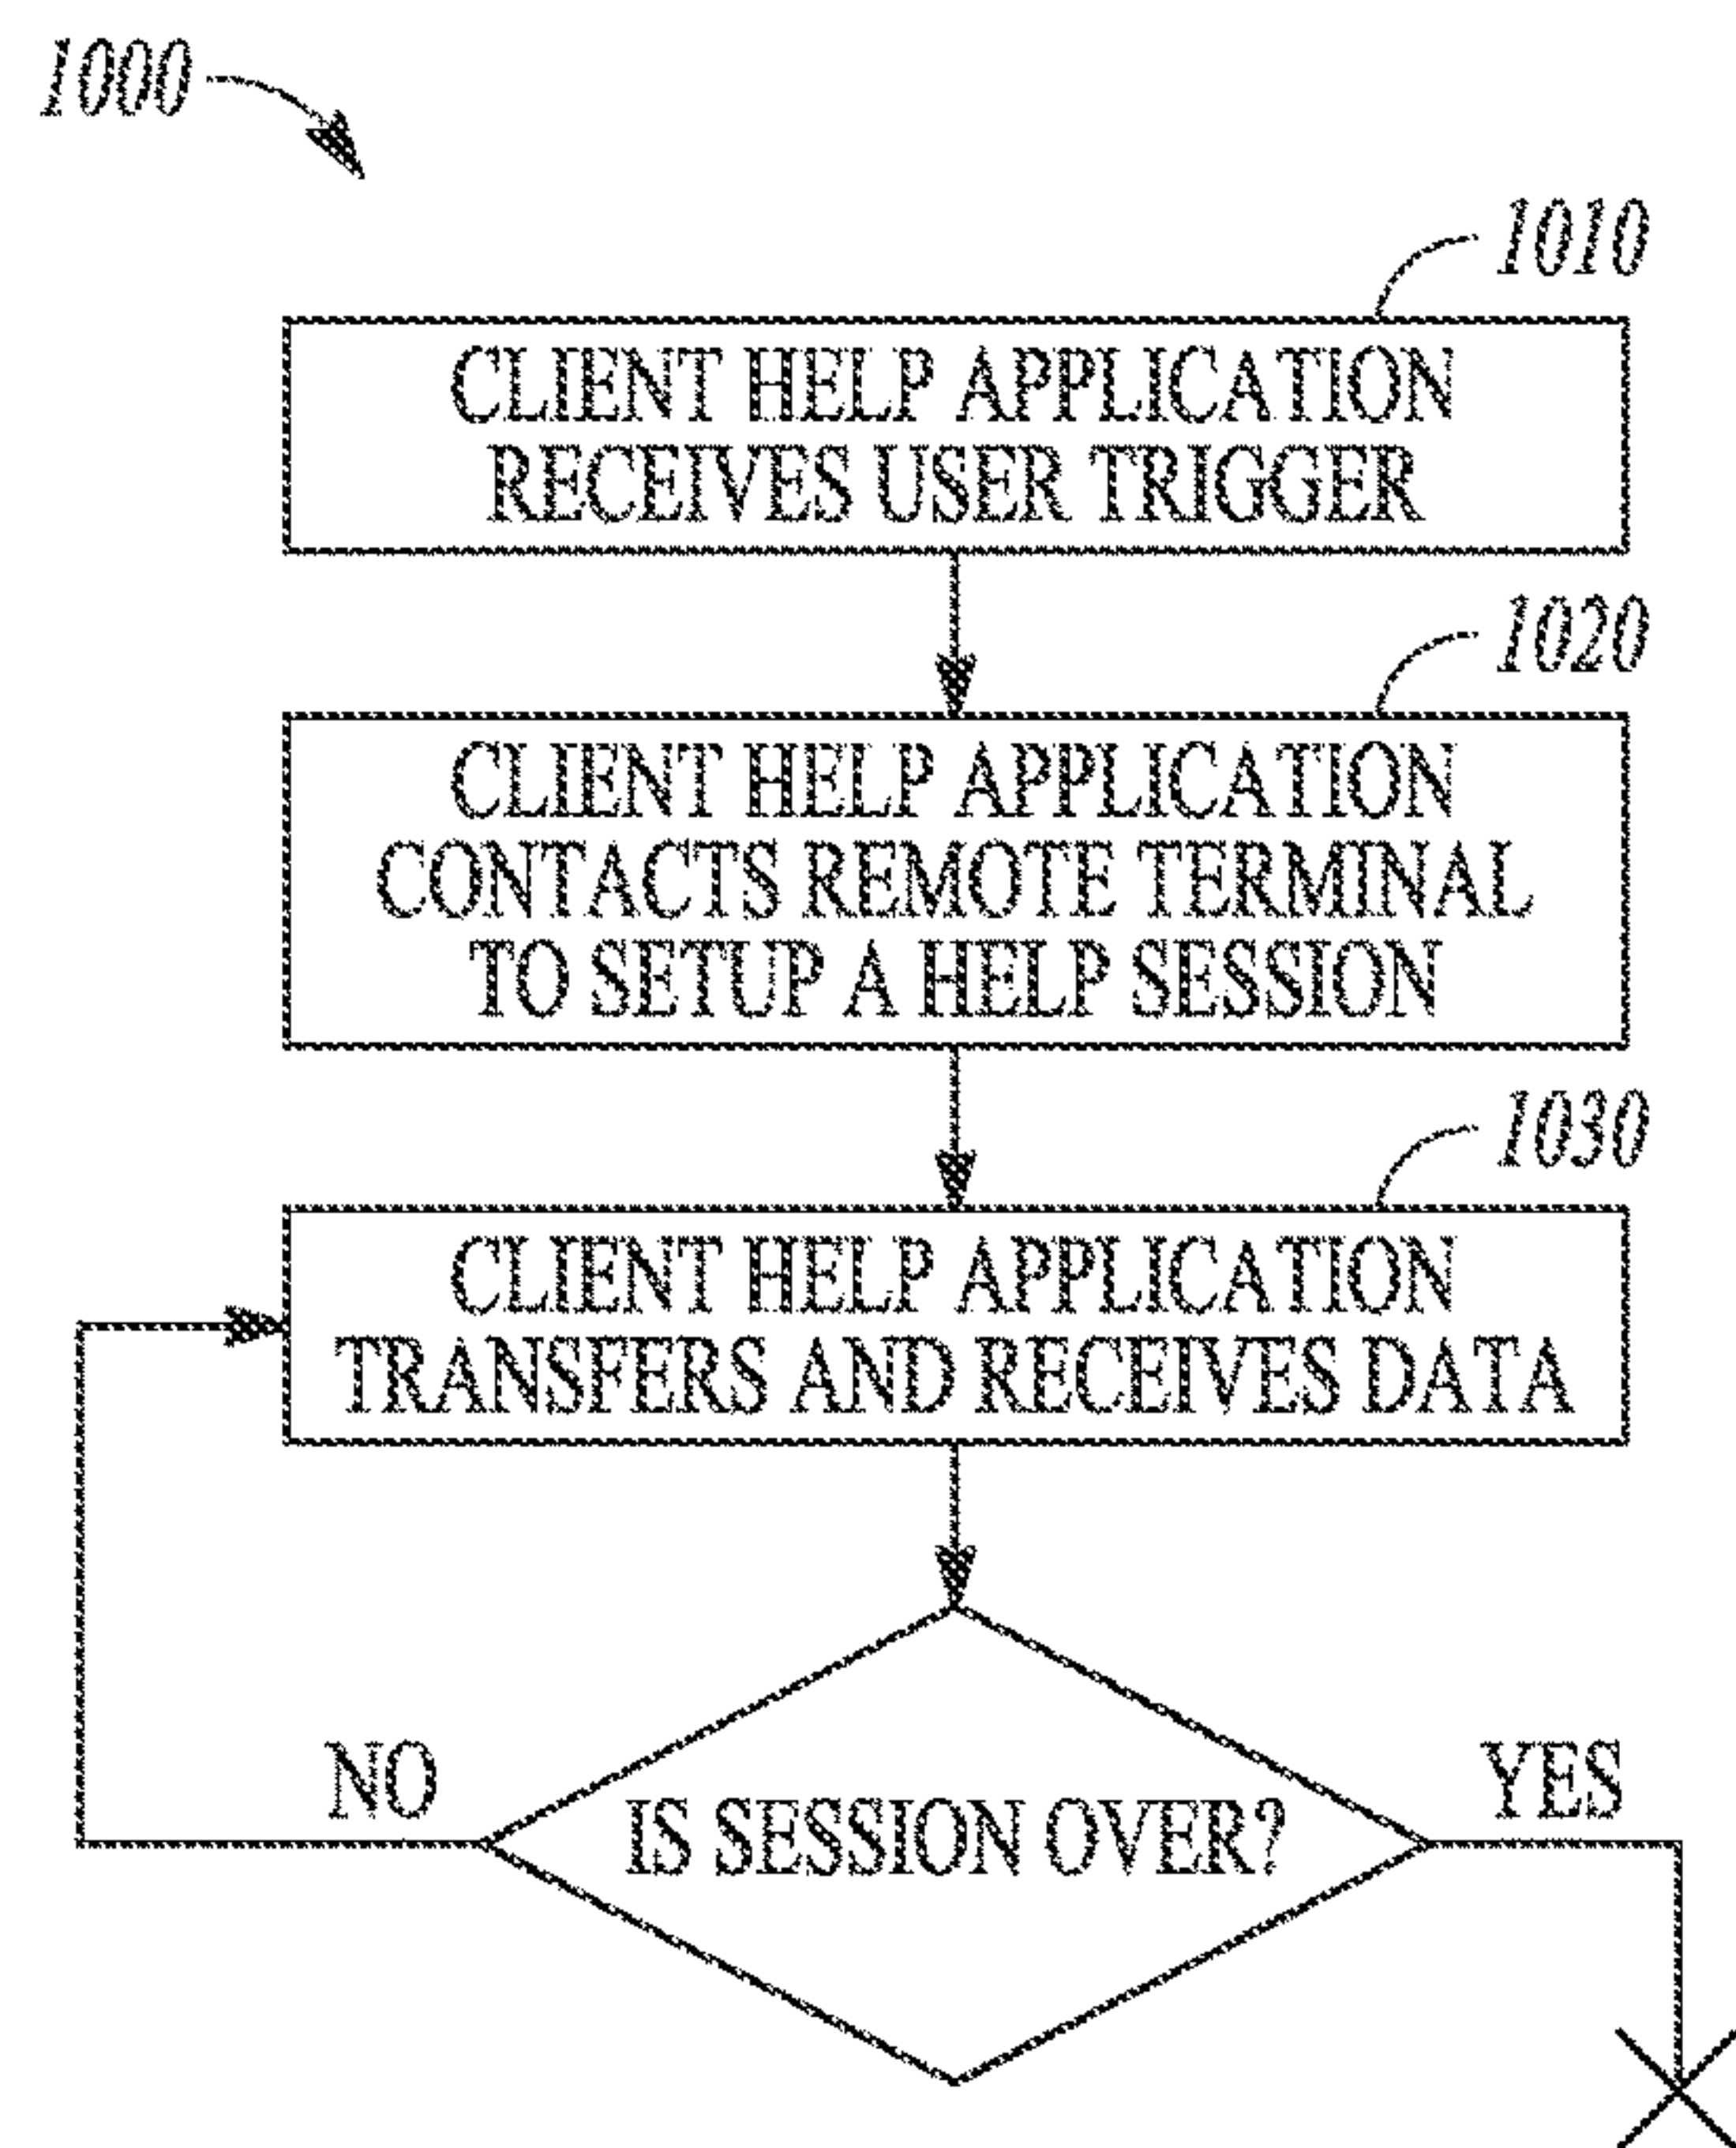 1000
1010
CLIENT HELP APPLICATION
RECEIVES USER TRIGGER
1020
CLIENT HELP APPLICATION
CONTACTS REMOTE TERMINAL
TO SETUP A HELP SESSION
1030
CLIENT HELP APPLICATION
TRANSFERS AND RECEIVES DATA
NO
IS SESSION OVER?
YES